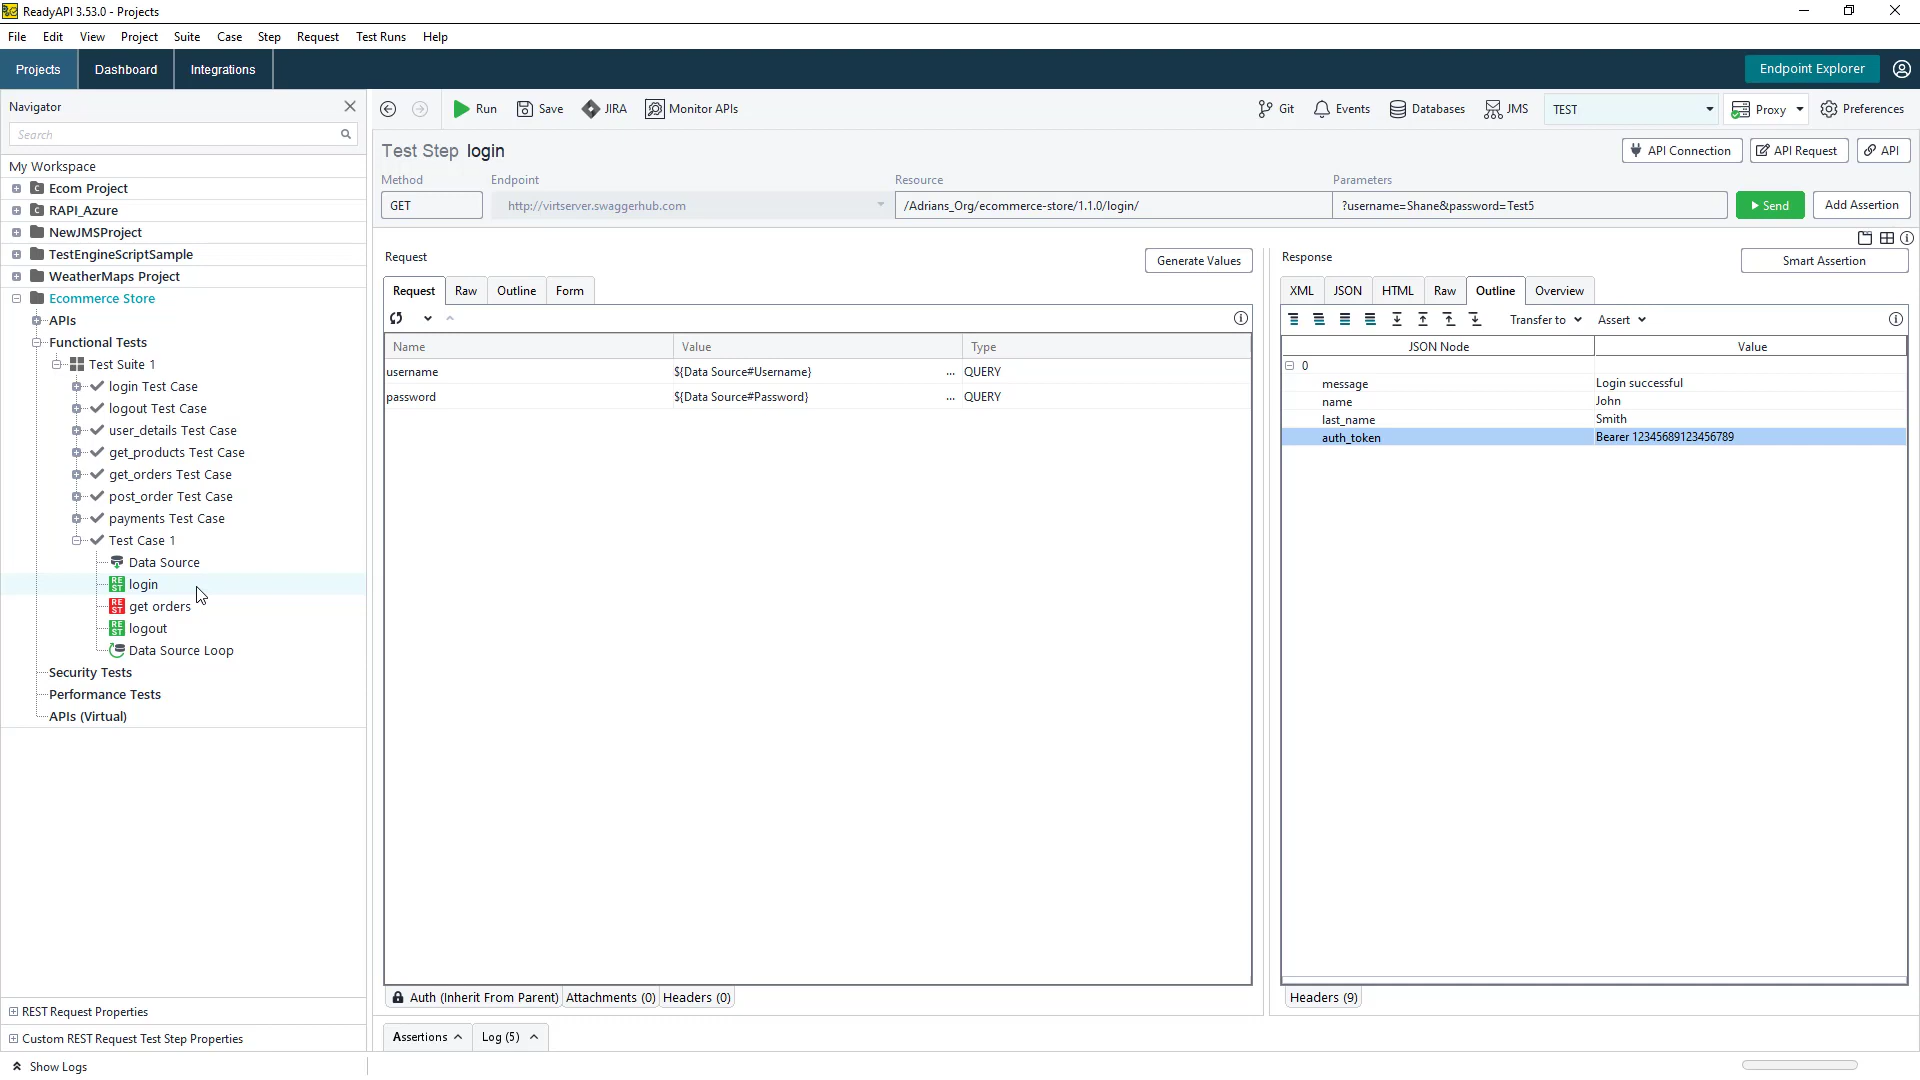 ReadyAPI 3.53.0 - Projects
File Edit View Project Suite Case Step Request Test Runs Help
Projects Dashboard Integrations Endpoint Explorer
Navigator
Search
My Workspace
Ecom Project
RAPI_Azure
NewJMSProject
TestEngineScriptSample
WeatherMaps Project
Ecommerce Store
APIs
Functional Tests
Test Suite 1
login Test Case
logout Test Case
user_details Test Case
get_products Test Case
get_orders Test Case
post_order Test Case
payments Test Case
Test Case 1
Data Source
REST login
REST get orders
REST logout
Data Source Loop
Security Tests
Performance Tests
APIs (Virtual)
REST Request Properties
Custom REST Request Test Step Properties
Show Logs
Run Save JIRA Monitor APIs Git Events Databases JMS TEST Proxy Preferences
Test Step login API Connection API Request API
Method Endpoint Resource Parameters
GET http://virtserver.swaggerhub.com /Adrians_Org/ecommerce-store/1.1.0/login/ ?username=Shane&password=Test5 Send Add Assertion
Request Generate Values
Request Raw Outline Form
Name Value Type
username ${Data Source#Username} ... QUERY
password ${Data Source#Password} ... QUERY
Auth (Inherit From Parent) Attachments (0) Headers (0)
Assertions Log (5)
Response Smart Assertion
XML JSON HTML Raw Outline Overview
Transfer to Assert
JSON Node Value
0
message Login successful
name John
last_name Smith
auth_token Bearer 12345689123456789
Headers (9)